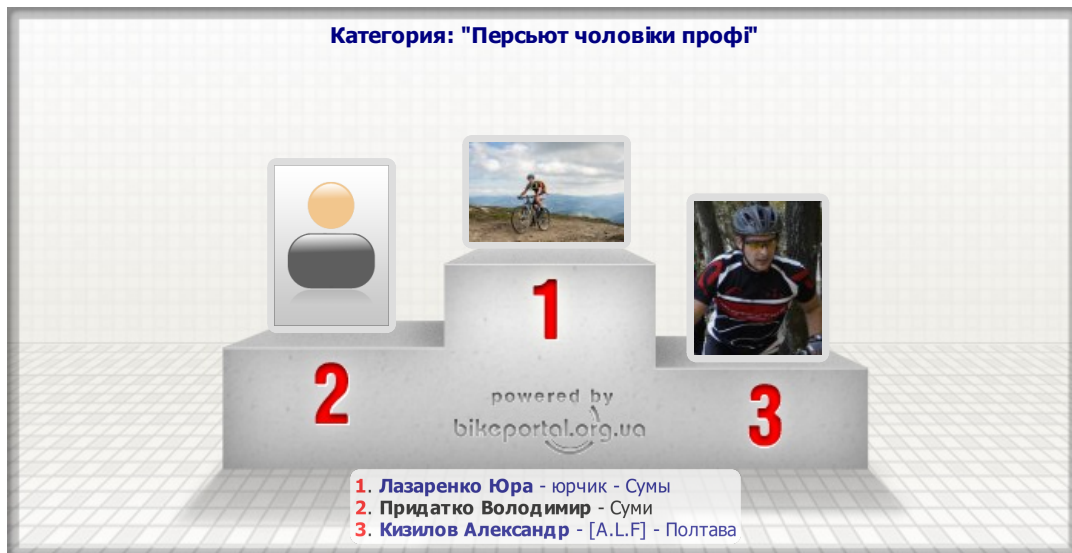 Категория: "Персьют чоловіки профі"
1
2
3
powered by
bikeportal.org.ua
1. Лазаренко Юра - юрчик - Сумы
2. Придатко Володимир - Суми
3. Кизилов Александр - [A.L.F] - Полтава